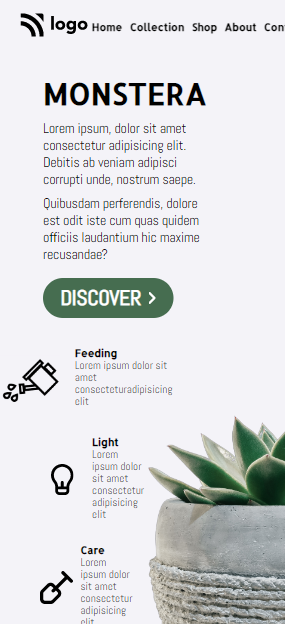 logo Home Collection Shop About
MONSTERA
Lorem ipsum, dolor sit amet
consectetur adipisicing elit.
Debitis ab veniam adipisci
corrupti unde, nostrum saepe.
Quibusdam perferendis, dolore
est odit iste cum quas quidem
officiis laudantium hic maxime
recusandae?
DISCOVER >
Feeding
Lorem ipsum dolor sit
amet
consecteturadipisicing
elit
Light
Lorem
ipsum dolor
sit amet
consectetur
adipisicing
elit
Care
Lorem
ipsum dolor
sit amet
consectetur
adipisicing
elit